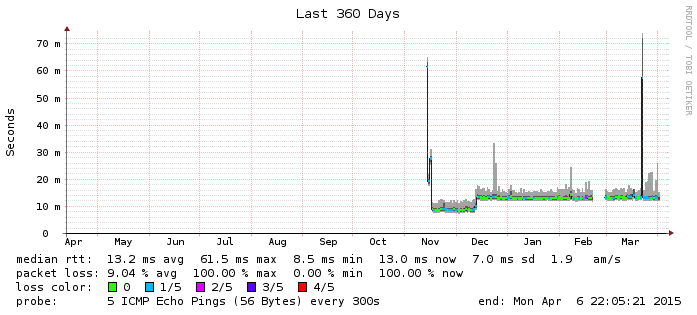 Last 360 Days
RRDTOOL / TOBI OETIKER
Seconds
70 m
60 m
50 m
40 m
30 m
20 m
10 m
0
Apr May Jun Jul Aug Sep Oct Nov Dec Jan Feb Mar
median rtt: 13.2 ms avg 61.5 ms max 8.5 ms min 13.0 ms now 7.0 ms sd 1.9 am/s
packet loss: 9.04 % avg 100.00 % max 0.00 % min 100.00 % now
loss color: 0 1/5 2/5 3/5 4/5
probe: 5 ICMP Echo Pings (56 Bytes) every 300s end: Mon Apr 6 22:05:21 2015